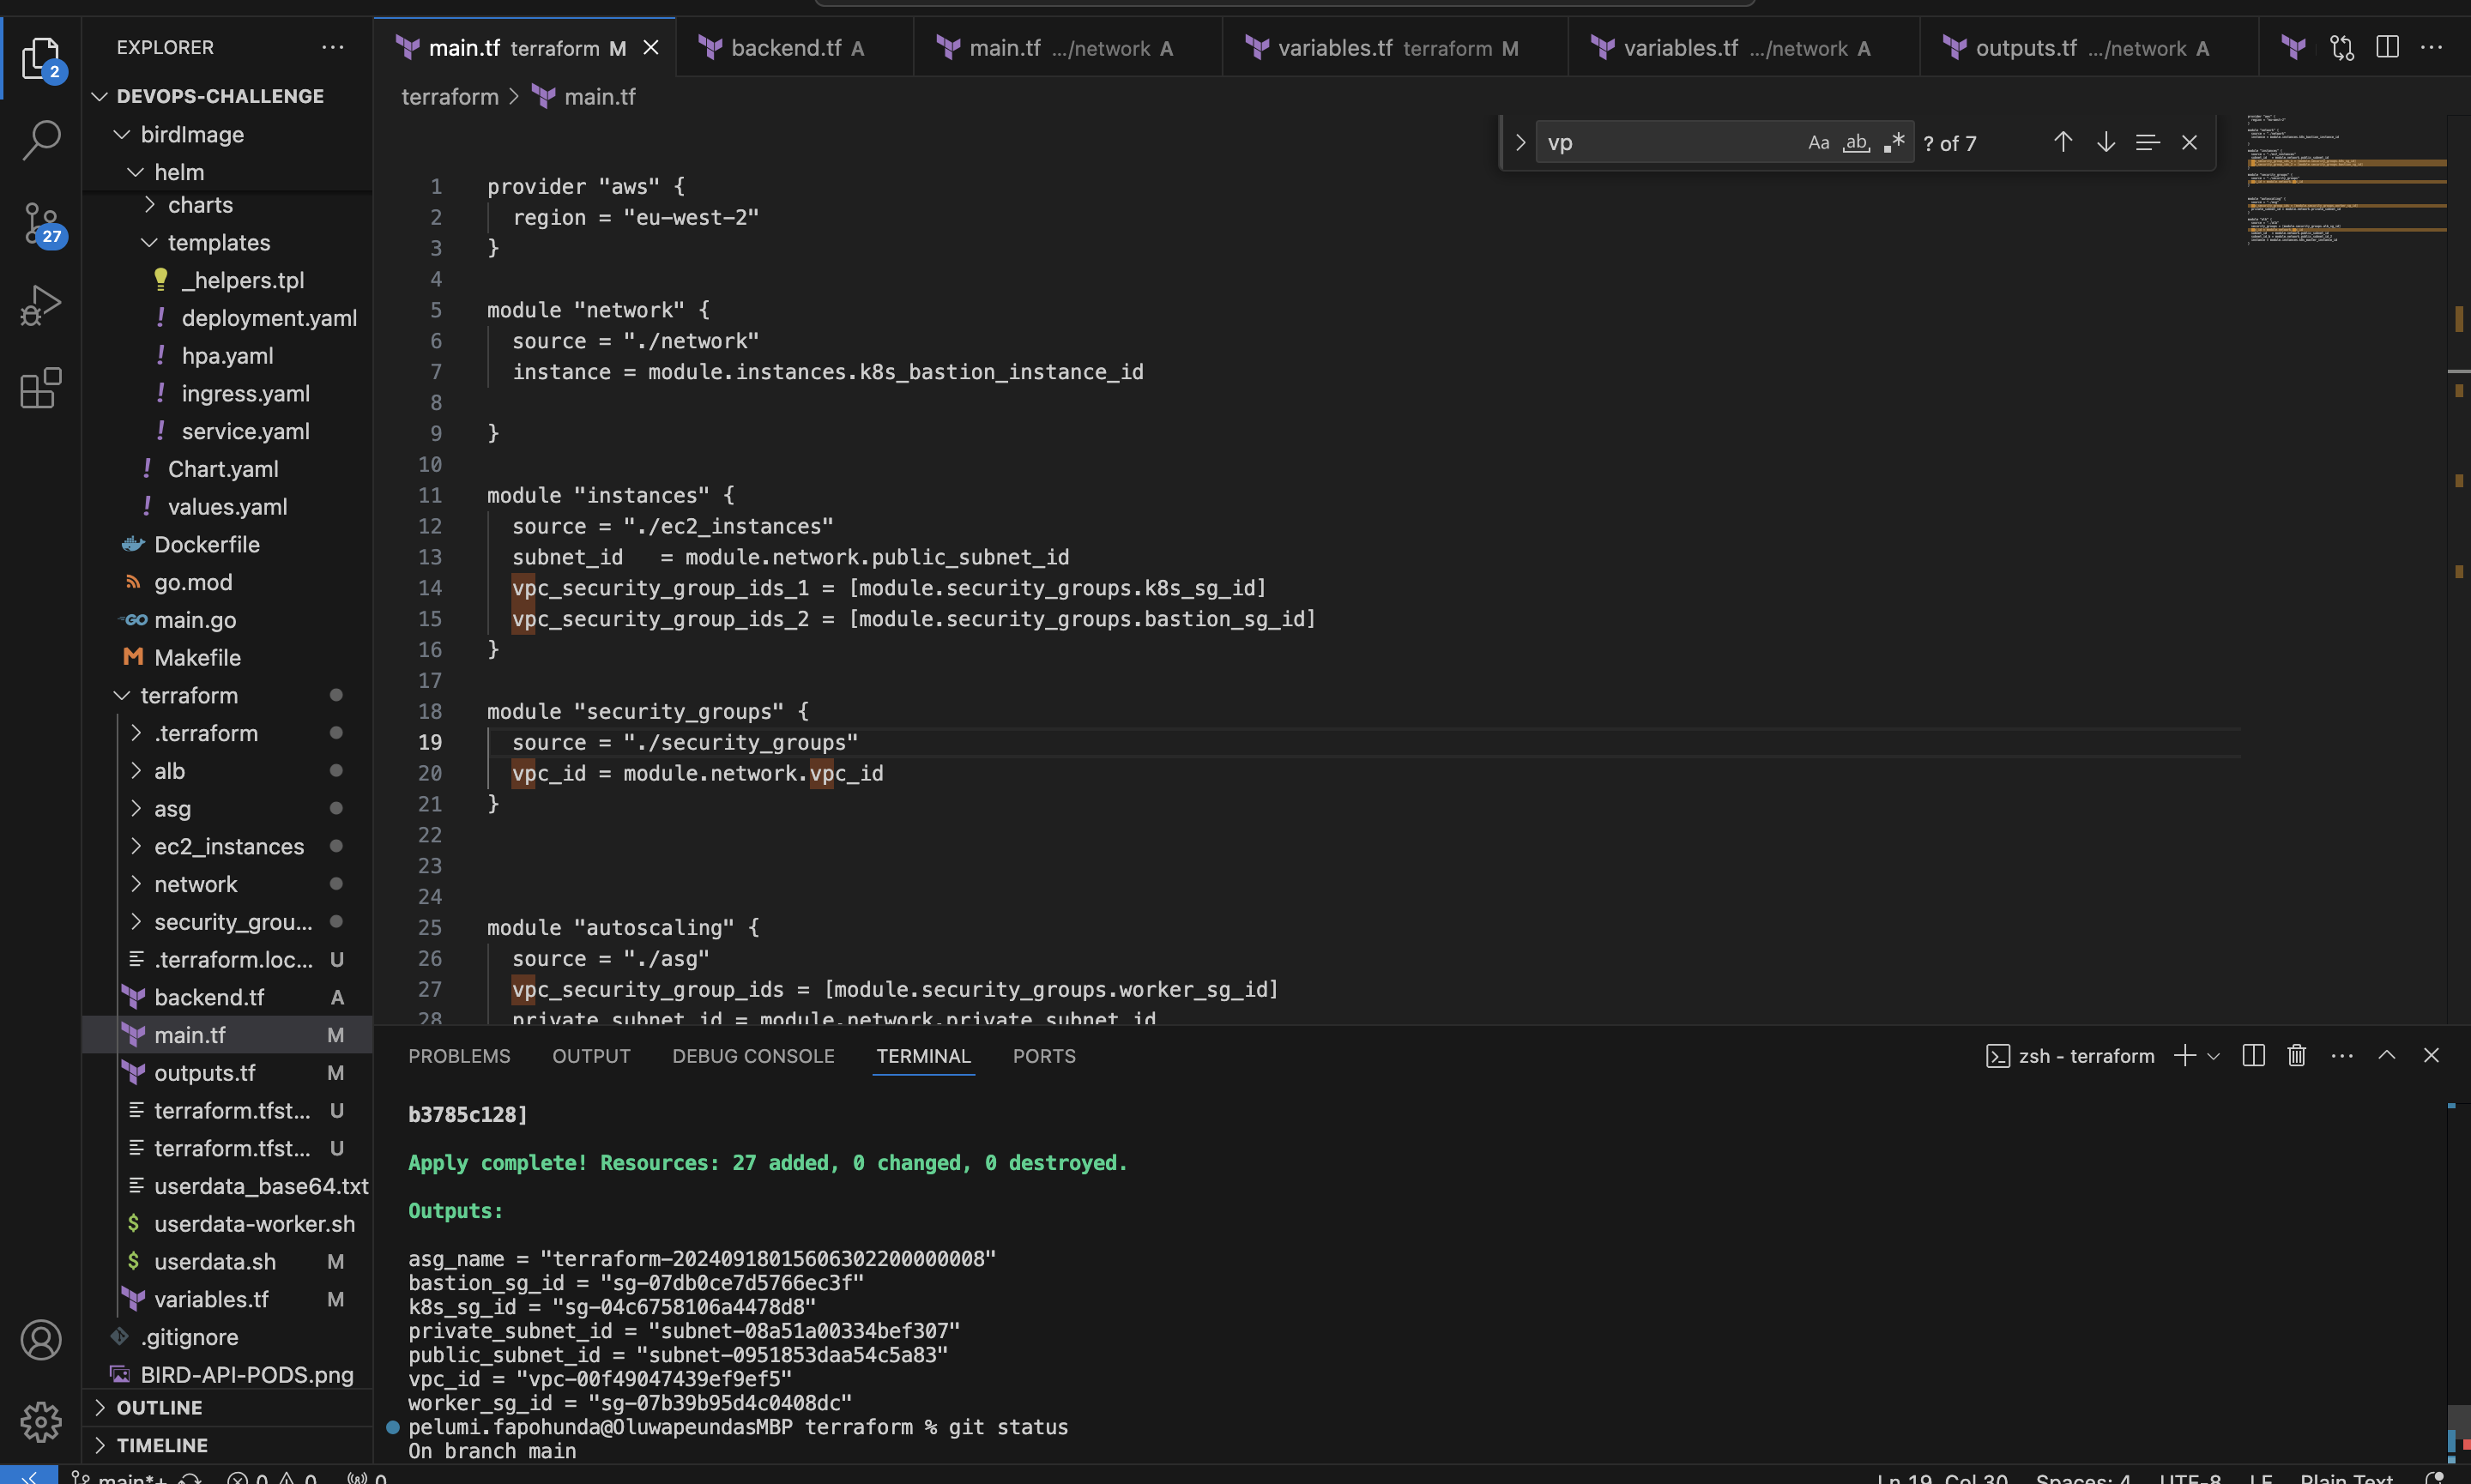 EXPLORER
main.tf terraform M
backend.tf A
main.tf .../network A
variables.tf terraform M
variables.tf .../network A
outputs.tf .../network A
2
27
DEVOPS-CHALLENGE
birdImage
helm
charts
templates
_helpers.tpl
! deployment.yaml
! hpa.yaml
! ingress.yaml
! service.yaml
! Chart.yaml
! values.yaml
Dockerfile
go.mod
GO main.go
M Makefile
terraform
.terraform
alb
asg
ec2_instances
network
security_grou...
.terraform.loc... U
backend.tf A
main.tf M
outputs.tf M
terraform.tfst... U
terraform.tfst... U
userdata_base64.txt
$ userdata-worker.sh
$ userdata.sh M
variables.tf M
.gitignore
BIRD-API-PODS.png
OUTLINE
TIMELINE
terraform > main.tf
vp Aa ab .* ? of 7
1 provider "aws" {
2 region = "eu-west-2"
3 }
4
5 module "network" {
6 source = "./network"
7 instance = module.instances.k8s_bastion_instance_id
8
9 }
10
11 module "instances" {
12 source = "./ec2_instances"
13 subnet_id   = module.network.public_subnet_id
14 vpc_security_group_ids_1 = [module.security_groups.k8s_sg_id]
15 vpc_security_group_ids_2 = [module.security_groups.bastion_sg_id]
16 }
17
18 module "security_groups" {
19 source = "./security_groups"
20 vpc_id = module.network.vpc_id
21 }
22
23
24
25 module "autoscaling" {
26 source = "./asg"
27 vpc_security_group_ids = [module.security_groups.worker_sg_id]
28 private_subnet_id = module.network.private_subnet_id
PROBLEMS OUTPUT DEBUG CONSOLE TERMINAL PORTS
zsh - terraform
b3785c128]
Apply complete! Resources: 27 added, 0 changed, 0 destroyed.
Outputs:
asg_name = "terraform-20240918015606302200000008"
bastion_sg_id = "sg-07db0ce7d5766ec3f"
k8s_sg_id = "sg-04c6758106a4478d8"
private_subnet_id = "subnet-08a51a00334bef307"
public_subnet_id = "subnet-0951853daa54c5a83"
vpc_id = "vpc-00f49047439ef9ef5"
worker_sg_id = "sg-07b39b95d4c0408dc"
pelumi.fapohunda@OluwapeundasMBP terraform % git status
On branch main
main*+ 0 0 0
Ln 19, Col 30 Spaces: 4 UTF-8 LF Plain Text